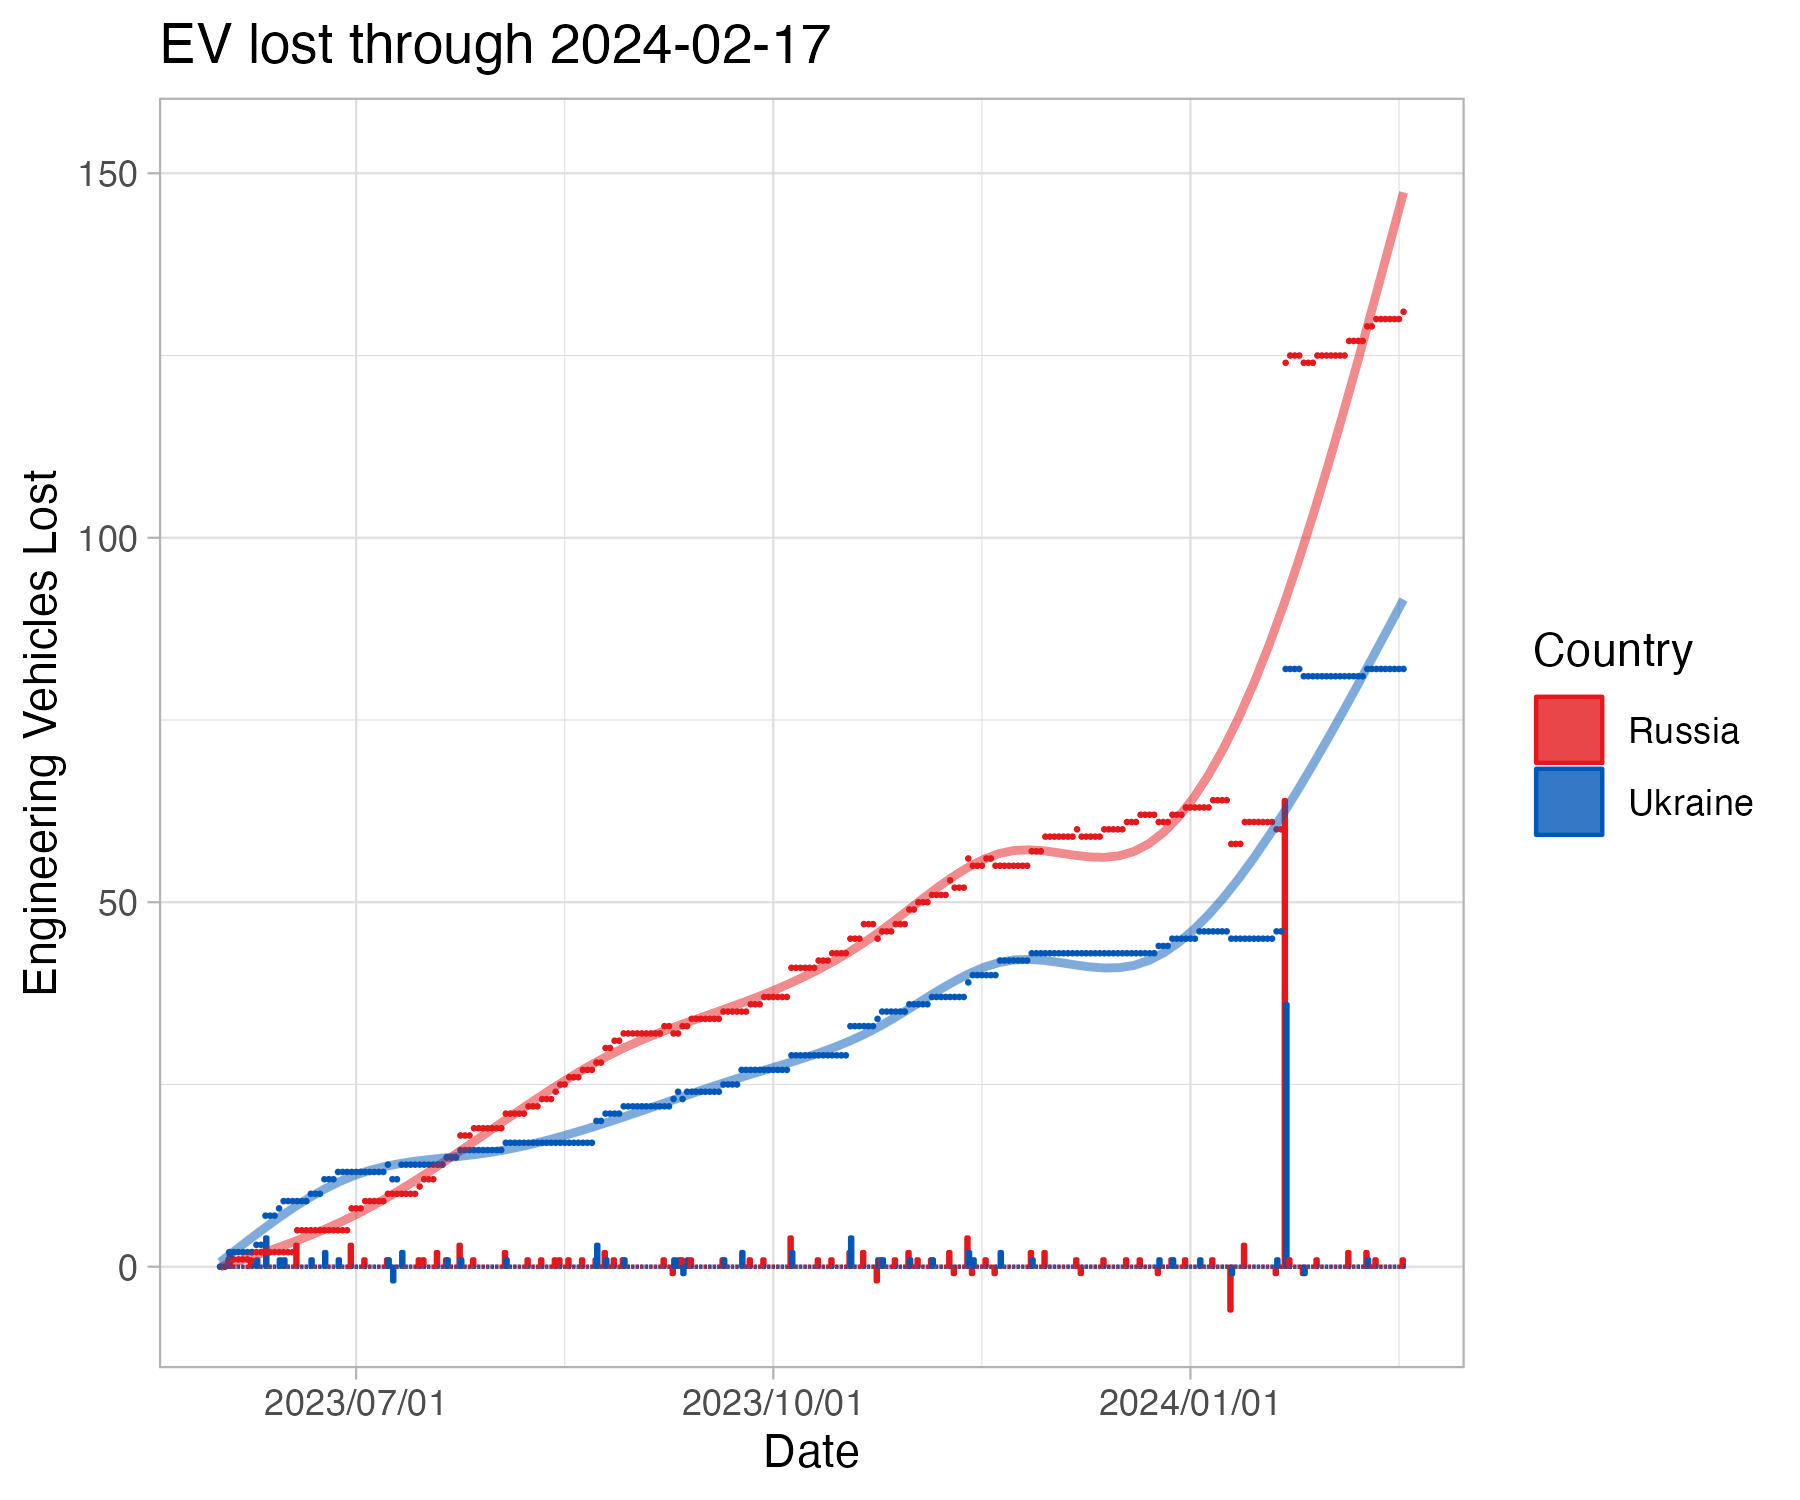 EV lost through 2024-02-17
Engineering Vehicles Lost
150
100
50
0
2023/07/01
2023/10/01
2024/01/01
Date
Country
Russia
Ukraine